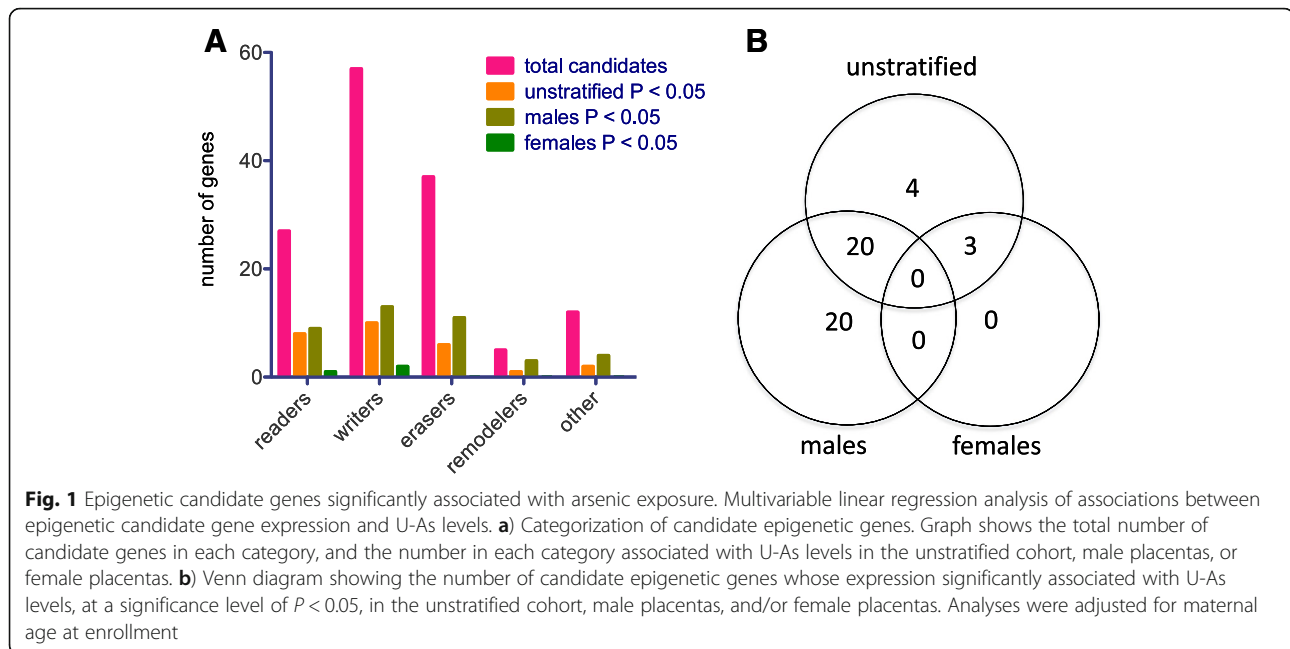 A
60
40
20
0
number of genes
total candidates
unstratified P < 0.05
males P < 0.05
females P < 0.05
readers
writers
erasers
remodelers
other
B
unstratified
4
20
3
0
20
0
0
males
females
Fig. 1 Epigenetic candidate genes significantly associated with arsenic exposure. Multivariable linear regression analysis of associations between
epigenetic candidate gene expression and U-As levels. a) Categorization of candidate epigenetic genes. Graph shows the total number of
candidate genes in each category, and the number in each category associated with U-As levels in the unstratified cohort, male placentas, or
female placentas. b) Venn diagram showing the number of candidate epigenetic genes whose expression significantly associated with U-As
levels, at a significance level of P < 0.05, in the unstratified cohort, male placentas, and/or female placentas. Analyses were adjusted for maternal
age at enrollment